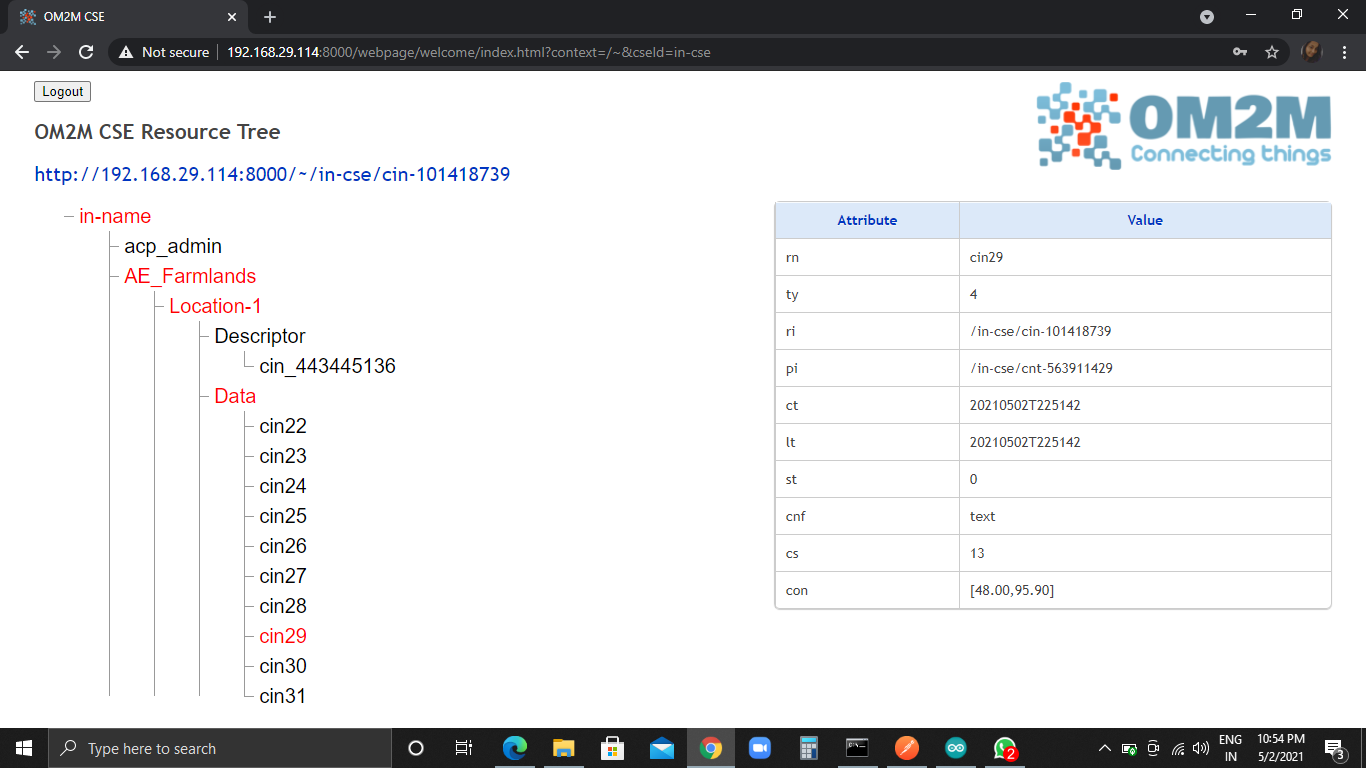 OM2M CSE
Not secure
192.168.29.114:8000/webpage/welcome/index.html?context=/~&cseId=in-cse
Logout
OM2M CSE Resource Tree
http://192.168.29.114:8000/~/in-cse/cin-101418739
OM2M
Connecting things
in-name
acp_admin
AE_Farmlands
Location-1
Descriptor
cin_443445136
Data
cin22
cin23
cin24
cin25
cin26
cin27
cin28
cin29
cin30
cin31
Attribute Value
rn cin29
ty 4
ri /in-cse/cin-101418739
pi /in-cse/cnt-563911429
ct 20210502T225142
lt 20210502T225142
st 0
cnf text
cs 13
con [48.00,95.90]
Type here to search
2
ENG
IN
10:54 PM
5/2/2021
3